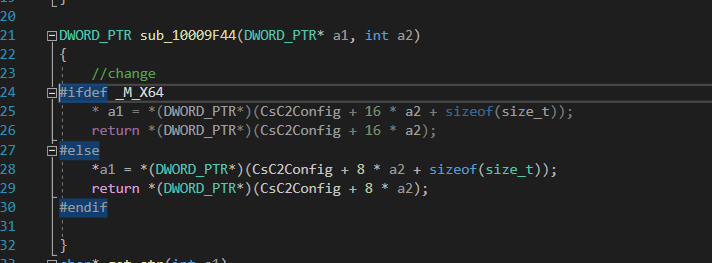 20
21 DWORD_PTR sub_10009F44(DWORD_PTR* a1, int a2)
22 {
23 //change
24 #ifdef _M_X64
25 * a1 = *(DWORD_PTR*)(CsC2Config + 16 * a2 + sizeof(size_t));
26 return *(DWORD_PTR*)(CsC2Config + 16 * a2);
27 #else
28 *a1 = *(DWORD_PTR*)(CsC2Config + 8 * a2 + sizeof(size_t));
29 return *(DWORD_PTR*)(CsC2Config + 8 * a2);
30 #endif
31
32 }
33